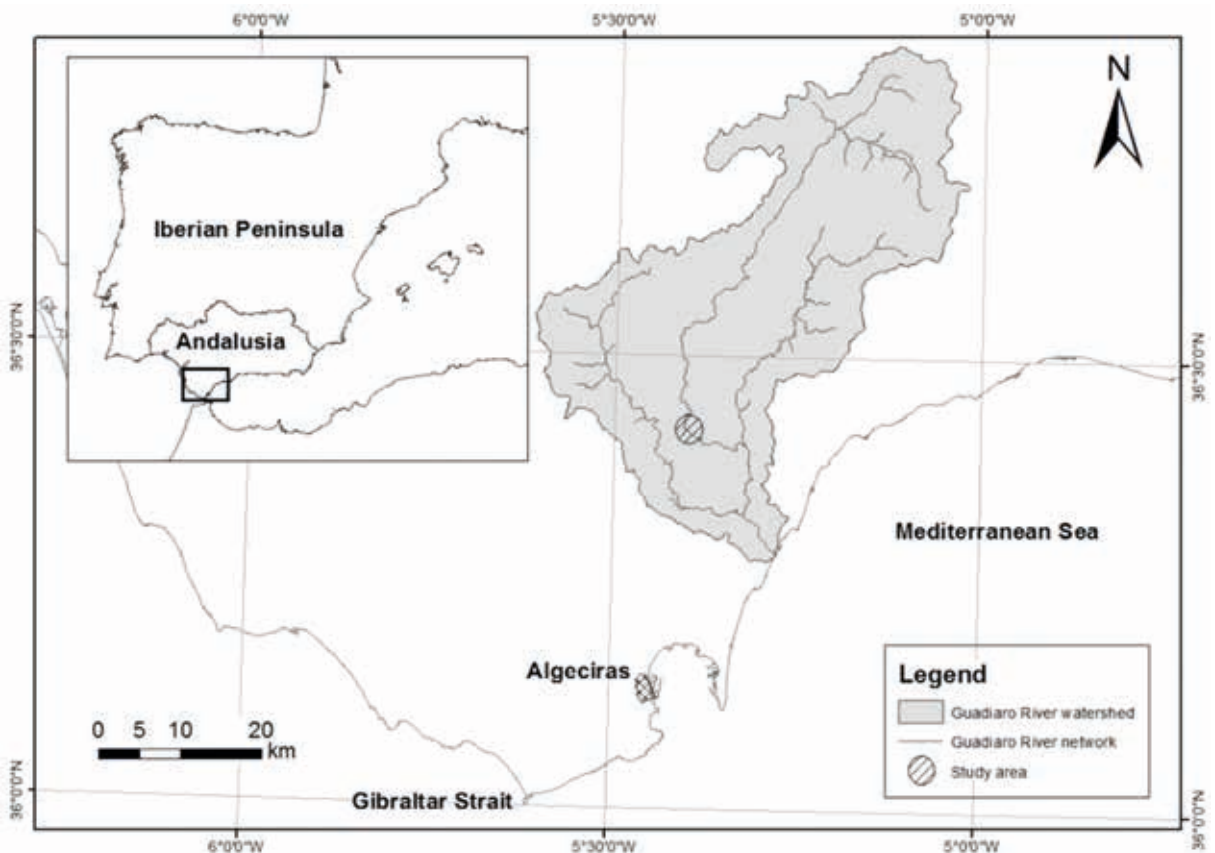 6°0'0"W
5°30'0"W
5°0'0"W
N
Iberian Peninsula
Andalusia
36°30'0"N
36°30'0"N
Mediterranean Sea
Algeciras
Legend
Guadiaro River watershed
Guadiaro River network
Study area
0 5 10 20
km
Gibraltar Strait
36°0'0"N
36°0'0"N
6°0'0"W
5°30'0"W
5°0'0"W